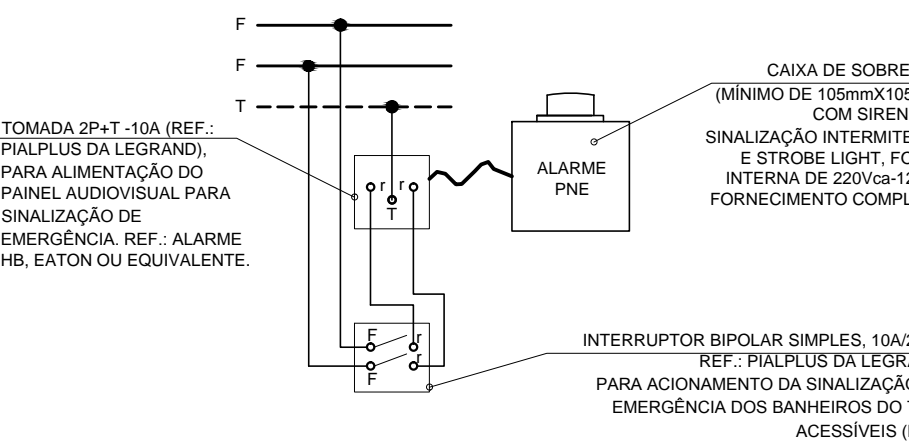 F
F
T
TOMADA 2P+T -10A (REF.:
PIALPLUS DA LEGRAND),
PARA ALIMENTAÇÃO DO
PAINEL AUDIOVISUAL PARA
SINALIZAÇÃO DE
EMERGÊNCIA. REF.: ALARME
HB, EATON OU EQUIVALENTE.
r r
T
ALARME
PNE
CAIXA DE SOBRE
(MÍNIMO DE 105mmX105
COM SIREN
SINALIZAÇÃO INTERMITE
E STROBE LIGHT, FO
INTERNA DE 220Vca-12
FORNECIMENTO COMPL
F r
F r
INTERRUPTOR BIPOLAR SIMPLES, 10A/2
REF.: PIALPLUS DA LEGRA
PARA ACIONAMENTO DA SINALIZAÇÃO
EMERGÊNCIA DOS BANHEIROS DO
ACESSÍVEIS (